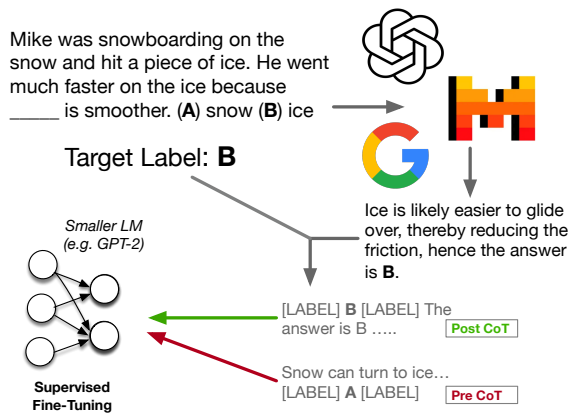 Mike was snowboarding on the
snow and hit a piece of ice. He went
much faster on the ice because
_____ is smoother. (A) snow (B) ice
Target Label: B
Smaller LM
(e.g. GPT-2)
Ice is likely easier to glide
over, thereby reducing the
friction, hence the answer
is B.
[LABEL] B [LABEL] The
answer is B .....
Post CoT
Snow can turn to ice…
[LABEL] A [LABEL]
Pre CoT
Supervised
Fine-Tuning